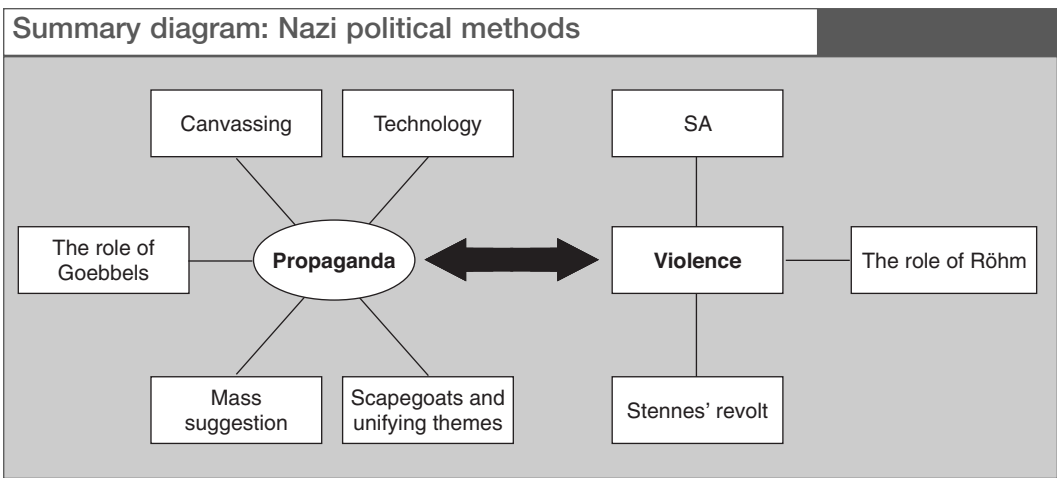 Summary diagram: Nazi political methods
Canvassing
Technology
SA
The role of
Goebbels
Propaganda
Violence
The role of Röhm
Mass
suggestion
Scapegoats and
unifying themes
Stennes' revolt